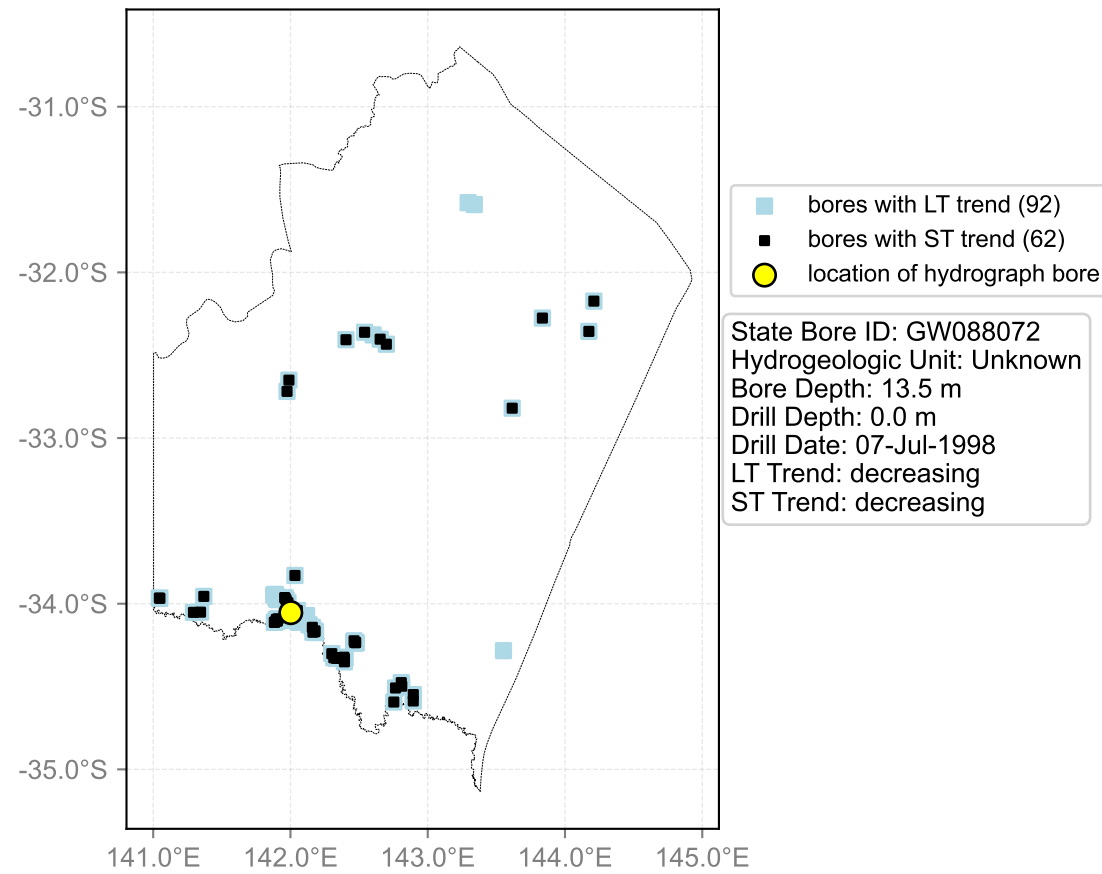 -31.0°S
-32.0°S
-33.0°S
-34.0°S
-35.0°S
141.0°E 142.0°E 143.0°E 144.0°E 145.0°E
bores with LT trend (92)
bores with ST trend (62)
location of hydrograph bore
State Bore ID: GW088072
Hydrogeologic Unit: Unknown
Bore Depth: 13.5 m
Drill Depth: 0.0 m
Drill Date: 07-Jul-1998
LT Trend: decreasing
ST Trend: decreasing